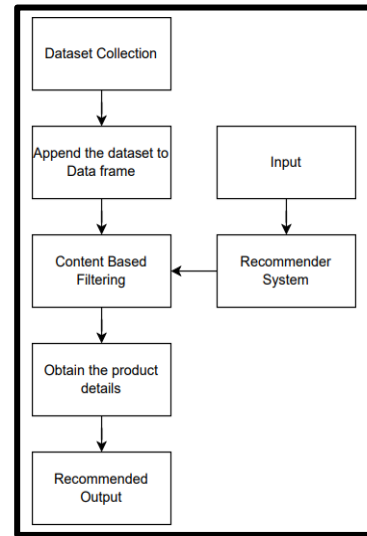 Dataset Collection
Append the dataset to
Data frame
Input
Content Based
Filtering
Recommender
System
Obtain the product
details
Recommended
Output